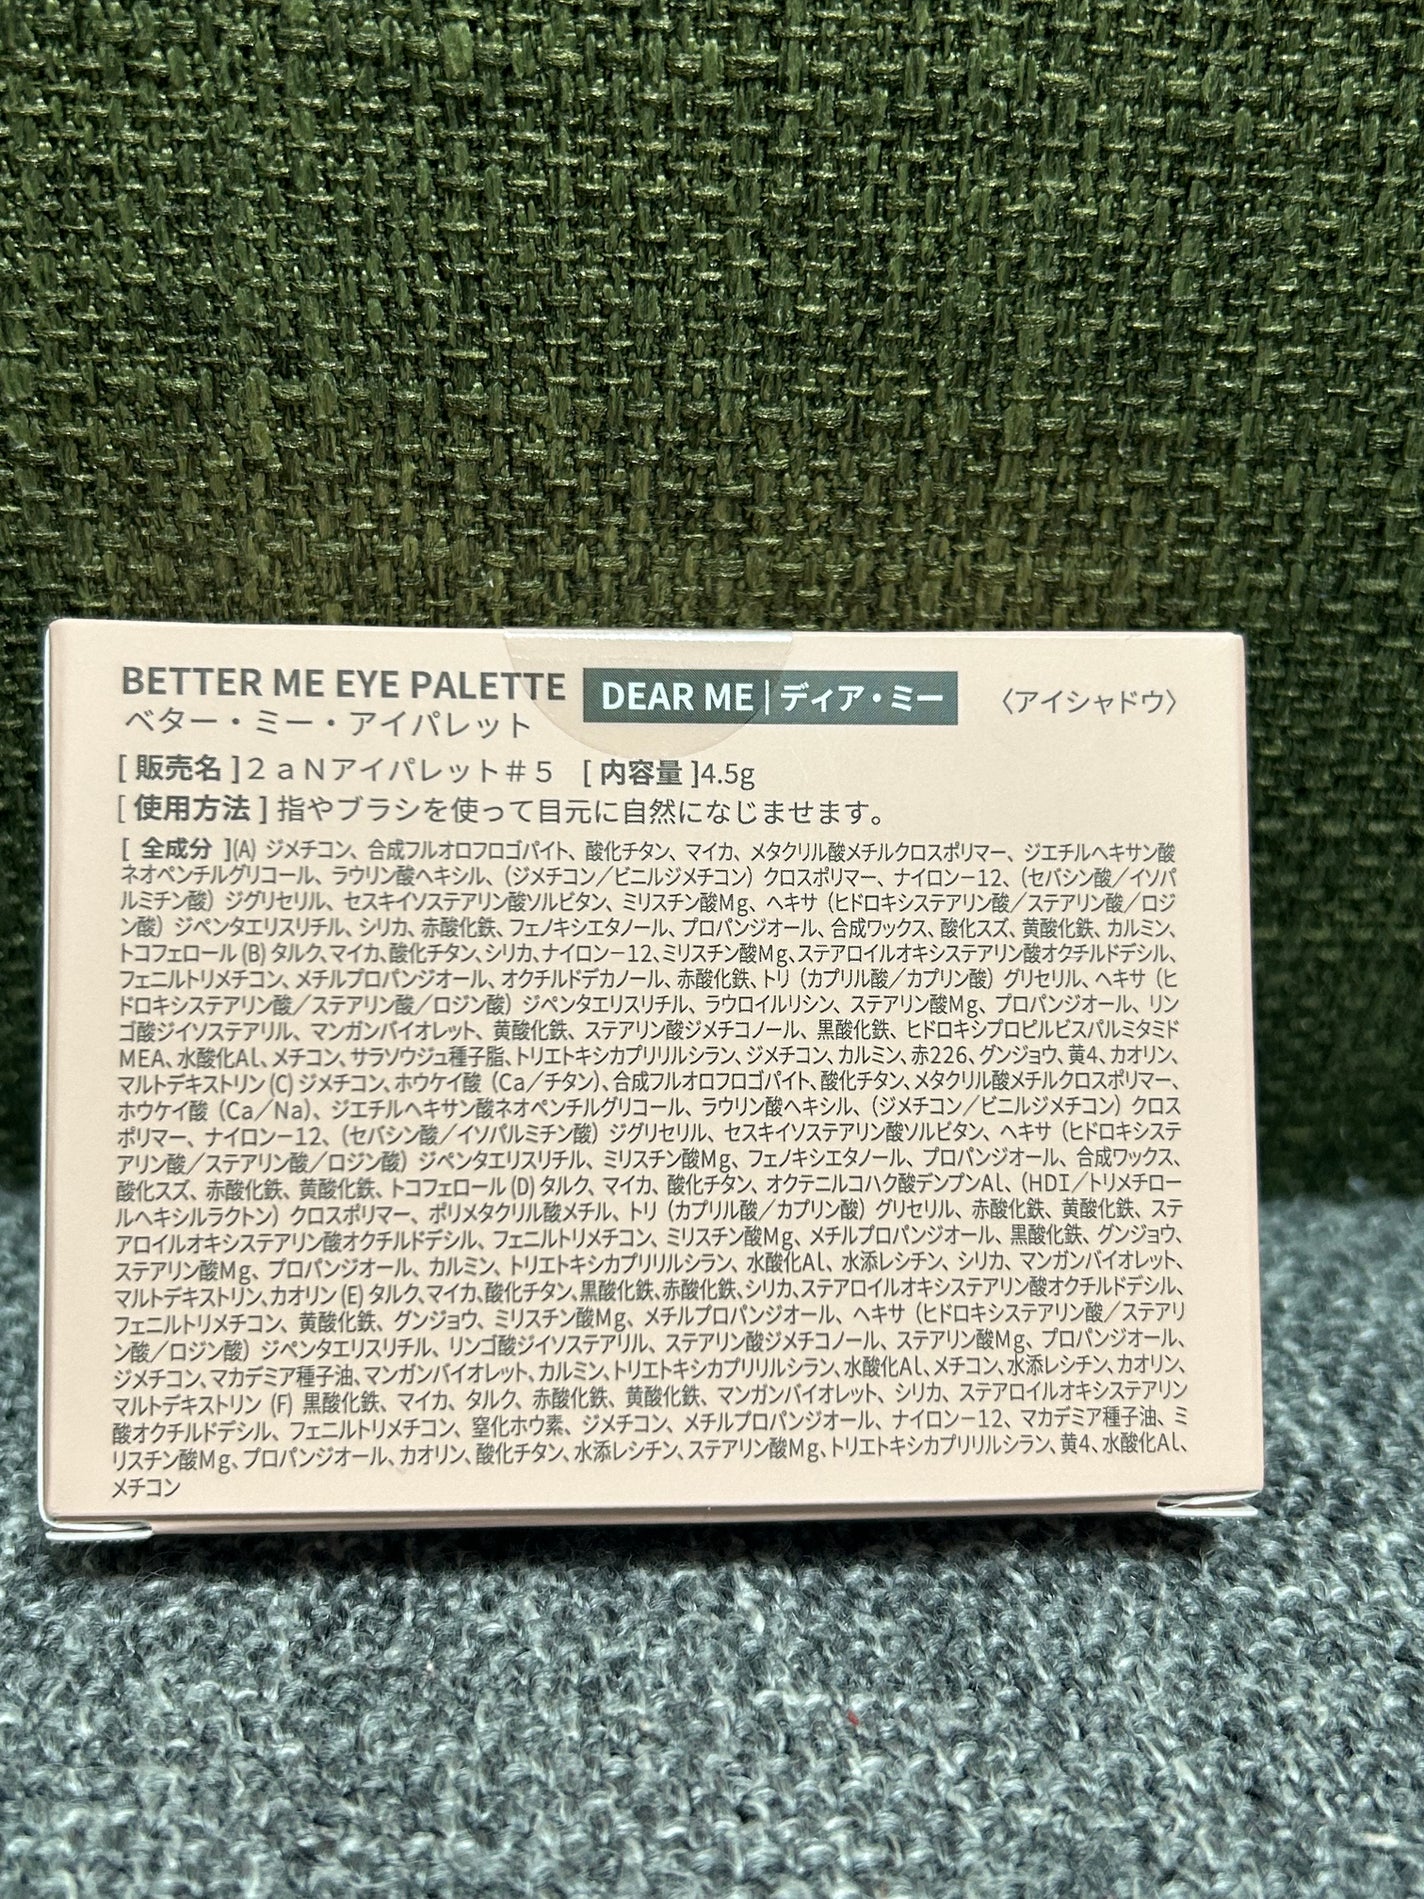 BETTER ME EYE PALETTE DEAR ME | ディア・ミー 〈アイシャドウ〉
ベター・ミー・アイパレット
[ 販売名 ]２ａＮアイパレット＃５ [ 内容量 ]4.5g
[ 使用方法 ] 指やブラシを使って目元に自然になじませます。
[ 全成分 ](A) ジメチコン、合成フルオロフロゴパイト、酸化チタン、マイカ、メタクリル酸メチルクロスポリマー、ジエチルヘキサン酸
ネオペンチルグリコール、ラウリン酸ヘキシル、（ジメチコン／ビニルジメチコン）クロスポリマー、ナイロンー12、（セバシン酸／イソパ
ルミチン酸）ジグリセリル、セスキイソステアリン酸ソルビタン、ミリスチン酸Mg、ヘキサ（ヒドロキシステアリン酸／ステアリン酸／ロジ
ン酸）ジペンタエリスリチル、シリカ、赤酸化鉄、フェノキシエタノール、プロパンジオール、合成ワックス、酸化スズ、黄酸化鉄、カルミン、
トコフェロール (B) タルク、マイカ、酸化チタン、シリカ、ナイロンー12、ミリスチン酸Mg、ステアロイルオキシステアリン酸オクチルドデシル、
フェニルトリメチコン、メチルプロパンジオール、オクチルドデカノール、赤酸化鉄、トリ（カプリル酸／カプリン酸）グリセリル、ヘキサ（ヒ
ドロキシステアリン酸／ステアリン酸／ロジン酸）ジペンタエリスリチル、ラウロイルリシン、ステアリン酸Mg、プロパンジオール、リン
ゴ酸ジイソステアリル、マンガンバイオレット、黄酸化鉄、ステアリン酸ジメチコノール、黒酸化鉄、ヒドロキシプロピルビスパルミタミド
MEA、水酸化Al、メチコン、サラソウジュ種子脂、トリエトキシカプリリルシラン、ジメチコン、カルミン、赤226、グンジョウ、黄4、カオリン、
マルトデキストリン (C) ジメチコン、ホウケイ酸（Ca／チタン）、合成フルオロフロゴパイト、酸化チタン、メタクリル酸メチルクロスポリマー、
ホウケイ酸（Ca／Na）、ジエチルヘキサン酸ネオペンチルグリコール、ラウリン酸ヘキシル、（ジメチコン／ビニルジメチコン）クロス
ポリマー、ナイロンー12、（セバシン酸／イソパルミチン酸）ジグリセリル、セスキイソステアリン酸ソルビタン、ヘキサ（ヒドロキシステ
アリン酸／ステアリン酸／ロジン酸）ジペンタエリスリチル、ミリスチン酸Mg、フェノキシエタノール、プロパンジオール、合成ワックス、
酸化スズ、赤酸化鉄、黄酸化鉄、トコフェロール (D) タルク、マイカ、酸化チタン、オクテニルコハク酸デンプンAl、（HDI／トリメチロー
ルヘキシルラクトン）クロスポリマー、ポリメタクリル酸メチル、トリ（カプリル酸／カプリン酸）グリセリル、赤酸化鉄、黄酸化鉄、ステ
アロイルオキシステアリン酸オクチルドデシル、フェニルトリメチコン、ミリスチン酸Mg、メチルプロパンジオール、黒酸化鉄、グンジョウ、
ステアリン酸Mg、プロパンジオール、カルミン、トリエトキシカプリリルシラン、水酸化Al、水添レシチン、シリカ、マンガンバイオレット、
マルトデキストリン、カオリン (E) タルク、マイカ、酸化チタン、黒酸化鉄、赤酸化鉄、シリカ、ステアロイルオキシステアリン酸オクチルドデシル、
フェニルトリメチコン、黄酸化鉄、グンジョウ、ミリスチン酸Mg、メチルプロパンジオール、ヘキサ（ヒドロキシステアリン酸／ステアリ
ン酸／ロジン酸）ジペンタエリスリチル、リンゴ酸ジイソステアリル、ステアリン酸ジメチコノール、ステアリン酸Mg、プロパンジオール、
ジメチコン、マカデミア種子油、マンガンバイオレット、カルミン、トリエトキシカプリリルシラン、水酸化Al、メチコン、水添レシチン、カオリン、
マルトデキストリン (F) 黒酸化鉄、マイカ、タルク、赤酸化鉄、黄酸化鉄、マンガンバイオレット、シリカ、ステアロイルオキシステアリン
酸オクチルドデシル、フェニルトリメチコン、窒化ホウ素、ジメチコン、メチルプロパンジオール、ナイロンー12、マカデミア種子油、ミ
リスチン酸Mg、プロパンジオール、カオリン、酸化チタン、水添レシチン、ステアリン酸Mg、トリエトキシカプリリルシラン、黄4、水酸化Al、
メチコン